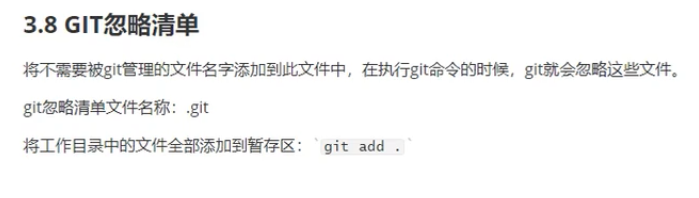 3.8 GIT忽略清单
将不需要被git管理的文件名字添加到此文件中，在执行git命令的时候，git就会忽略这些文件。
git忽略清单文件名称：.git
将工作目录中的文件全部添加到暂存区：`git add .`